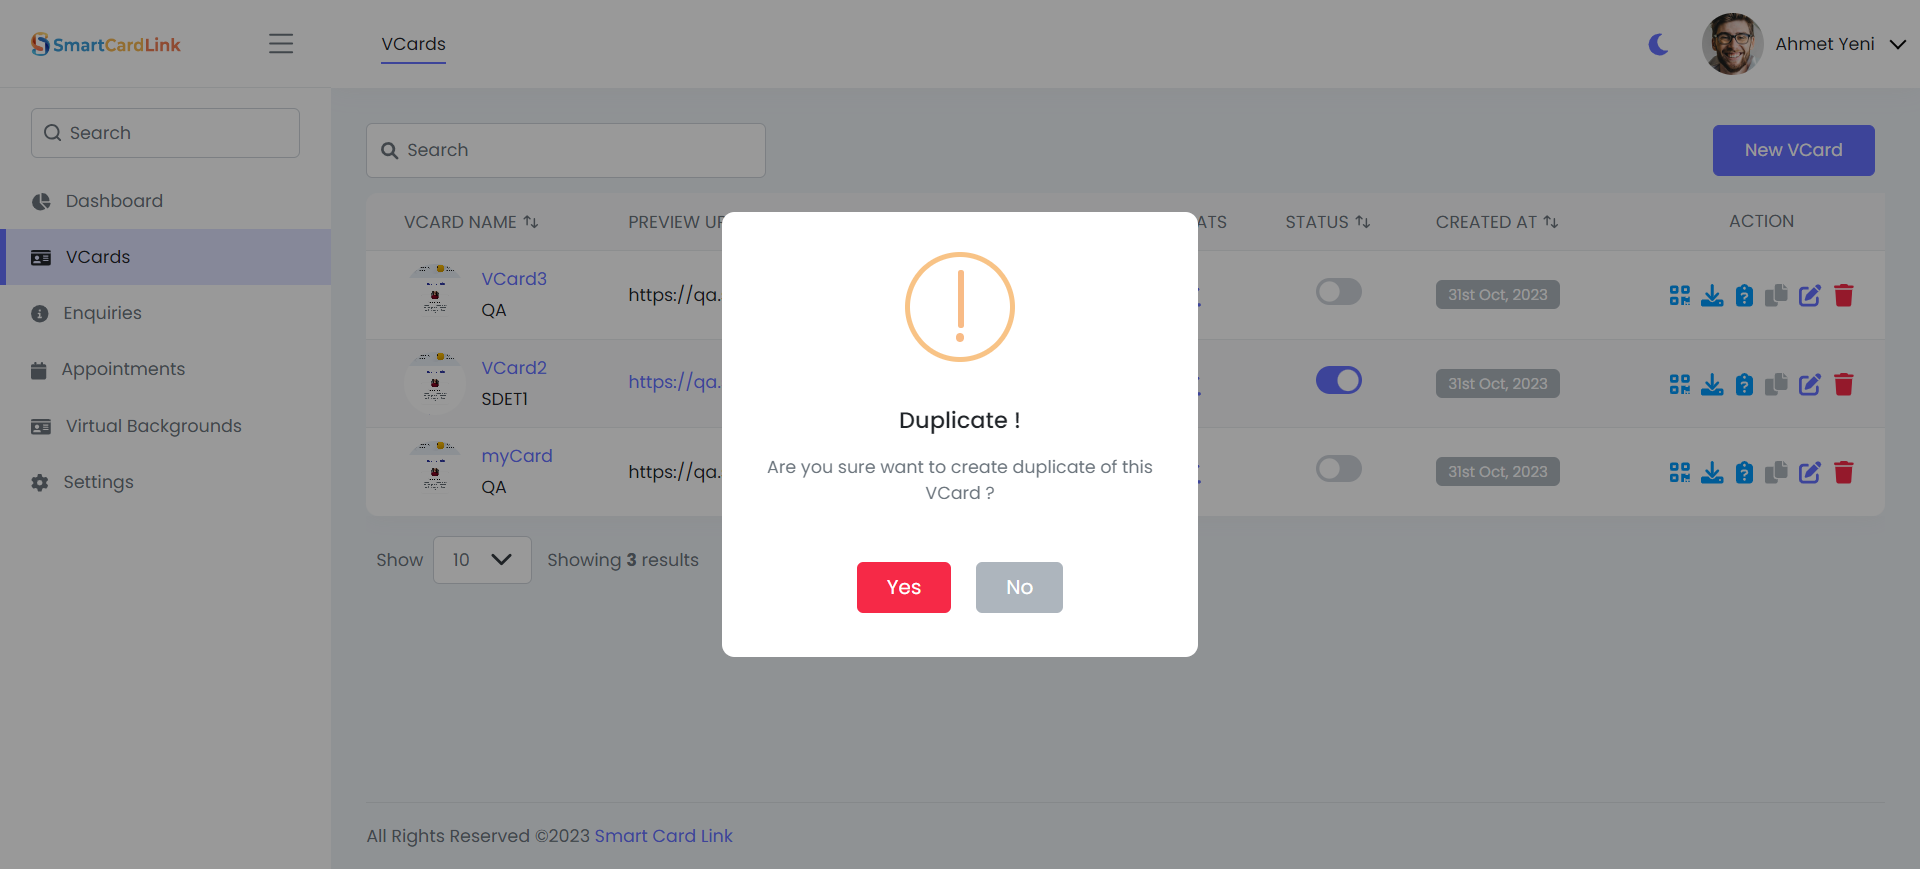 SmartCardLink
VCards
Ahmet Yeni
Search
Dashboard
VCards
Enquiries
Appointments
Virtual Backgrounds
Settings
Search
New VCard
VCARD NAME
PREVIEW
STATUS
CREATED AT
ACTION
VCard3
QA
https://qa.
31st Oct, 2023
VCard2
SDET1
https://qa.
31st Oct, 2023
myCard
QA
https://qa.
31st Oct, 2023
Show
10
Showing 3 results
Duplicate !
Are you sure want to create duplicate of this
VCard ?
Yes
No
All Rights Reserved ©2023 Smart Card Link